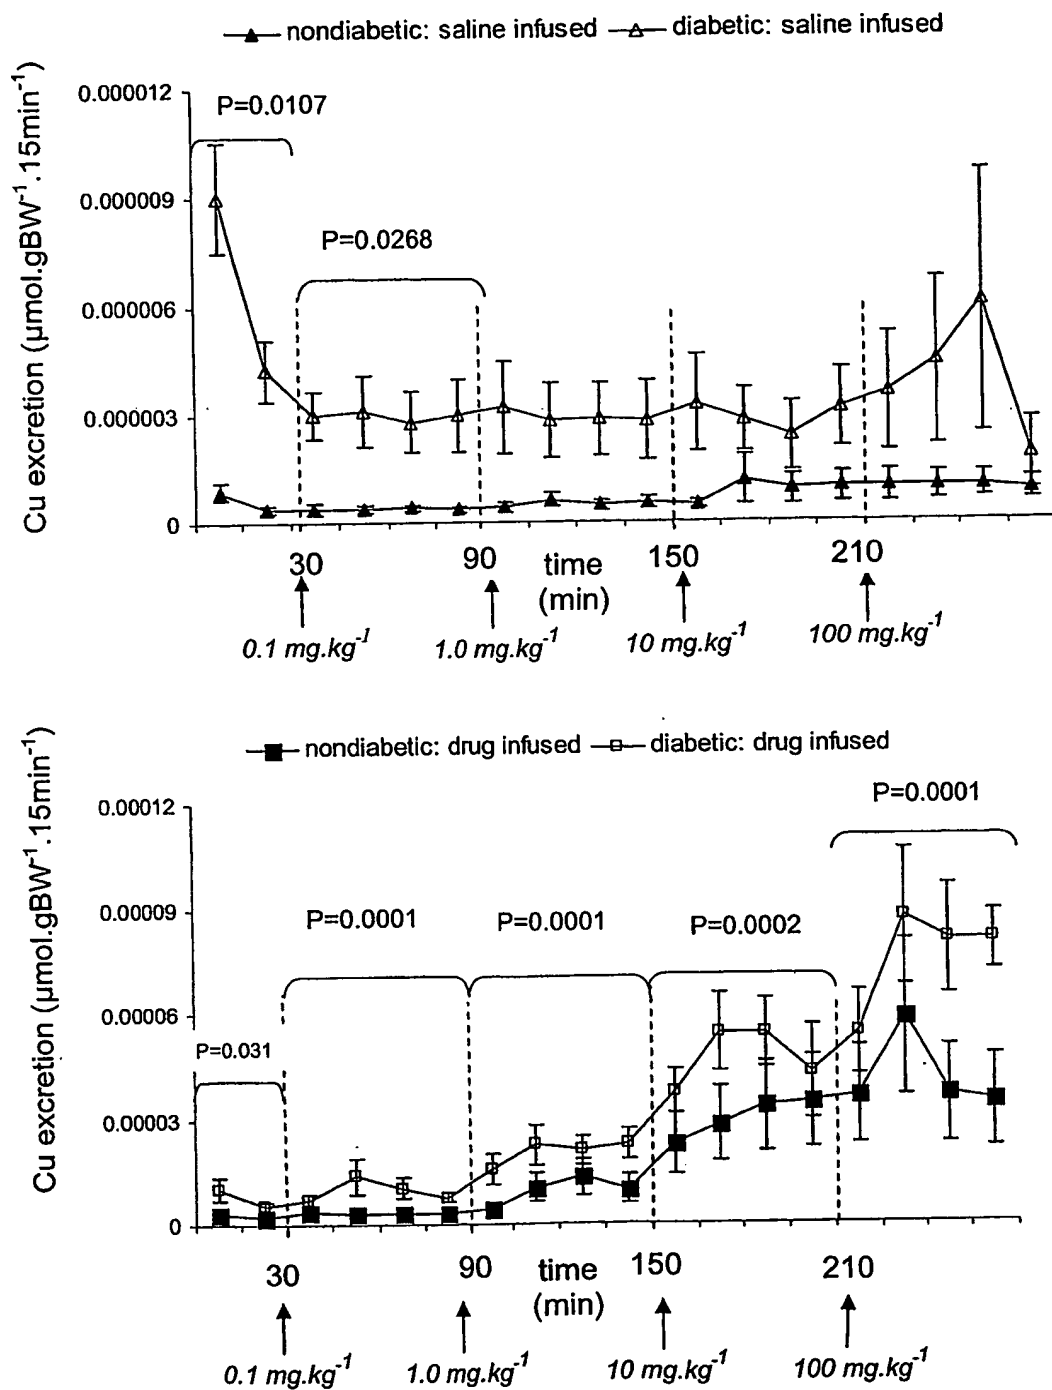 nondiabetic: saline infused diabetic: saline infused
Cu excretion (µmol.gBW⁻¹.15min⁻¹)
0.000012
P=0.0107
0.000009
P=0.0268
0.000006
0.000003
0
30 90 time 150 210
(min)
0.1 mg.kg⁻¹ 1.0 mg.kg⁻¹ 10 mg.kg⁻¹ 100 mg.kg⁻¹
nondiabetic: drug infused diabetic: drug infused
Cu excretion (µmol.gBW⁻¹.15min⁻¹)
0.00012
P=0.0001
0.00009
P=0.0001 P=0.0001 P=0.0002
0.00006
P=0.031
0.00003
0
30 90 time 150 210
(min)
0.1 mg.kg⁻¹ 1.0 mg.kg⁻¹ 10 mg.kg⁻¹ 100 mg.kg⁻¹